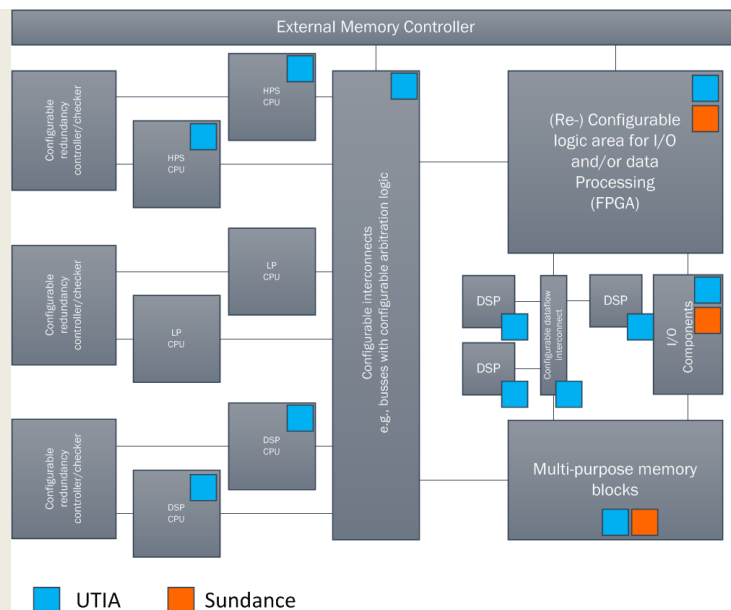 External Memory Controller
Configurable
redundancy
controller/checker
HPS
CPU
HPS
CPU
Configurable
redundancy
controller/checker
LP
CPU
LP
CPU
Configurable
redundancy
controller/checker
DSP
CPU
DSP
CPU
Configurable interconnects
e.g., busses with configurable arbitration logic
(Re-) Configurable
logic area for I/O
and/or data
Processing
(FPGA)
DSP
DSP
Configurable dataflow
interconnect
DSP
I/O
Components
Multi-purpose memory
blocks
UTIA
Sundance